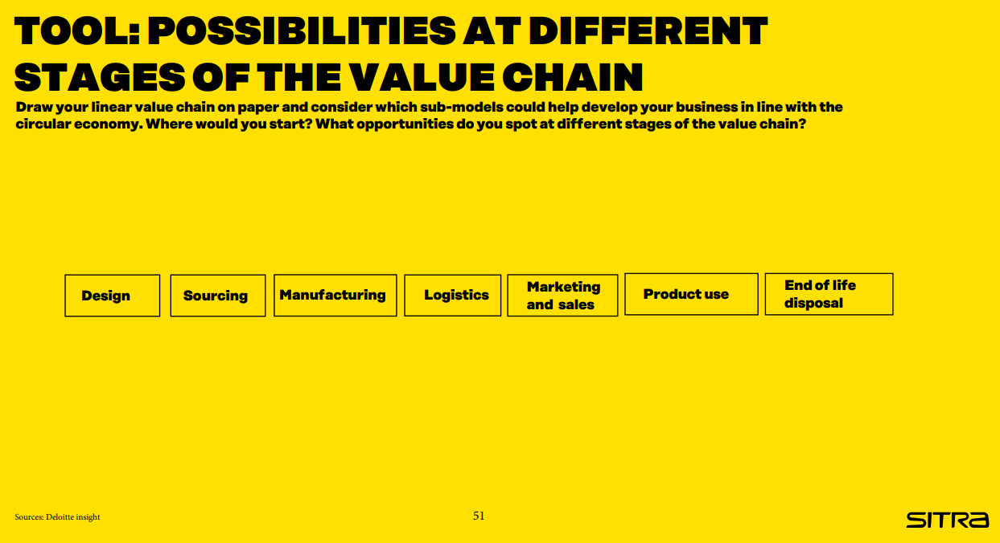 TOOL: POSSIBILITIES AT DIFFERENT
STAGES OF THE VALUE CHAIN
Draw your linear value chain on paper and consider which sub-models could help develop your business in line with the
circular economy. Where would you start? What opportunities do you spot at different stages of the value chain?
Design
Sourcing
Manufacturing
Logistics
Marketing
and sales
Product use
End of life
disposal
Sources: Deloitte insight
51
SITRA